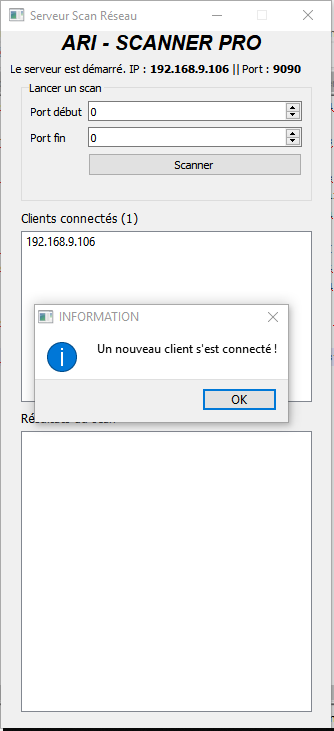 Serveur Scan Réseau
ARI - SCANNER PRO
Le serveur est démarré. IP : 192.168.9.106 || Port : 9090
Lancer un scan
Port début 0
Port fin 0
Scanner
Clients connectés (1)
192.168.9.106
INFORMATION
Un nouveau client s'est connecté !
OK